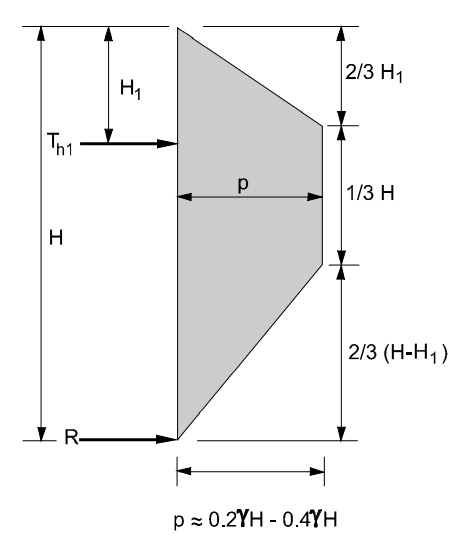 2/3 H₁
H₁
Tₕ₁
p
1/3 H
H
2/3 (H-H₁)
R
p ≈ 0.2γH - 0.4γH